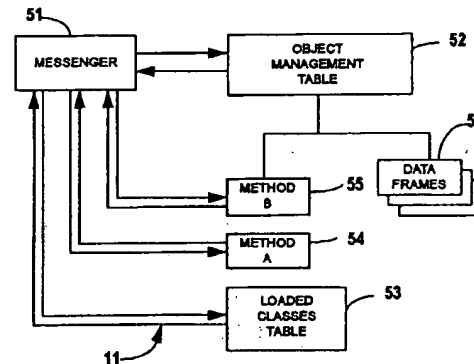 51
MESSENGER
OBJECT
MANAGEMENT
TABLE
52
DATA
FRAMES
METHOD
B
55
METHOD
A
54
LOADED
CLASSES
TABLE
53
11